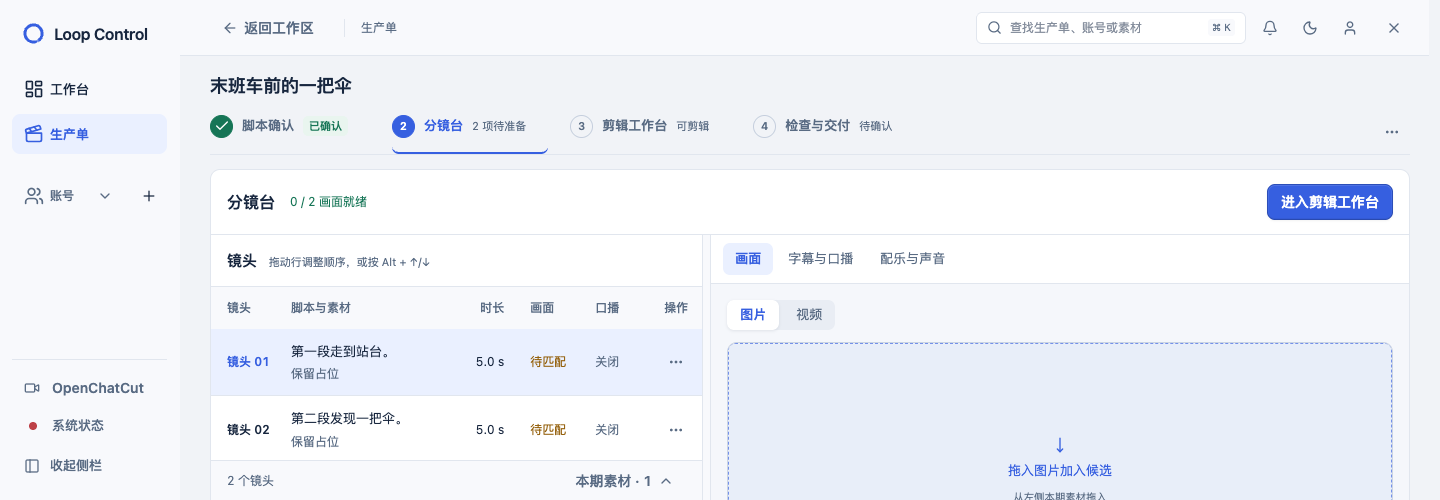 Loop Control
工作台
生产单
账号
OpenChatCut
系统状态
收起侧栏
返回工作区
生产单
查找生产单、账号或素材
⌘ K
末班车前的一把伞
脚本确认 已确认
2 分镜台 2 项待准备
3 剪辑工作台 可剪辑
4 检查与交付 待确认
分镜台 0 / 2 画面就绪
进入剪辑工作台
镜头 拖动行调整顺序，或按 Alt + ↑/↓
镜头 脚本与素材 时长 画面 口播 操作
镜头 01 第一段走到站台。 5.0 s 待匹配 关闭
保留占位
镜头 02 第二段发现一把伞。 5.0 s 待匹配 关闭
保留占位
2 个镜头 本期素材 · 1
画面 字幕与口播 配乐与声音
图片 视频
拖入图片加入候选
从左侧本期素材拖入